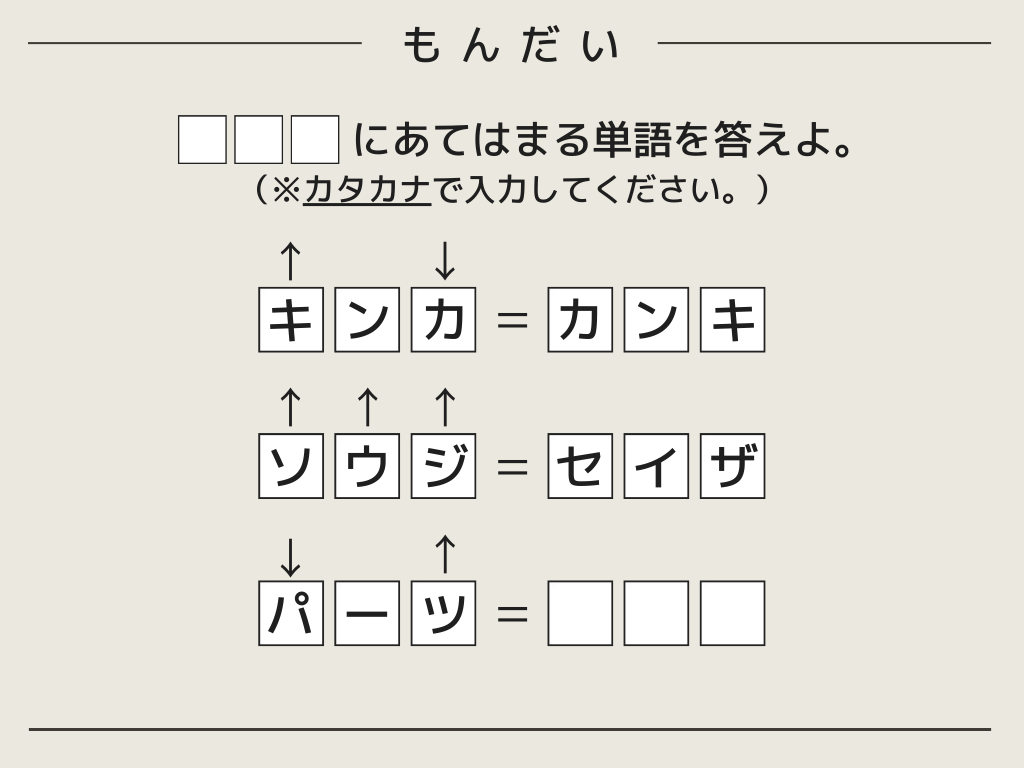 もんだい
□□□にあてはまる単語を答えよ。
（※カタカナで入力してください。）
↑ ↓
キンカ＝カンキ
↑ ↑ ↑
ソウジ＝セイザ
↓ ↑
パーツ＝□□□